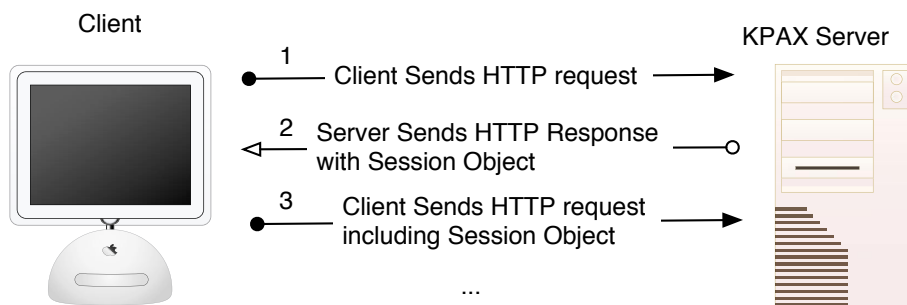 Client
KPAX Server
1
Client Sends HTTP request
2
Server Sends HTTP Response
with Session Object
3
Client Sends HTTP request
including Session Object
...